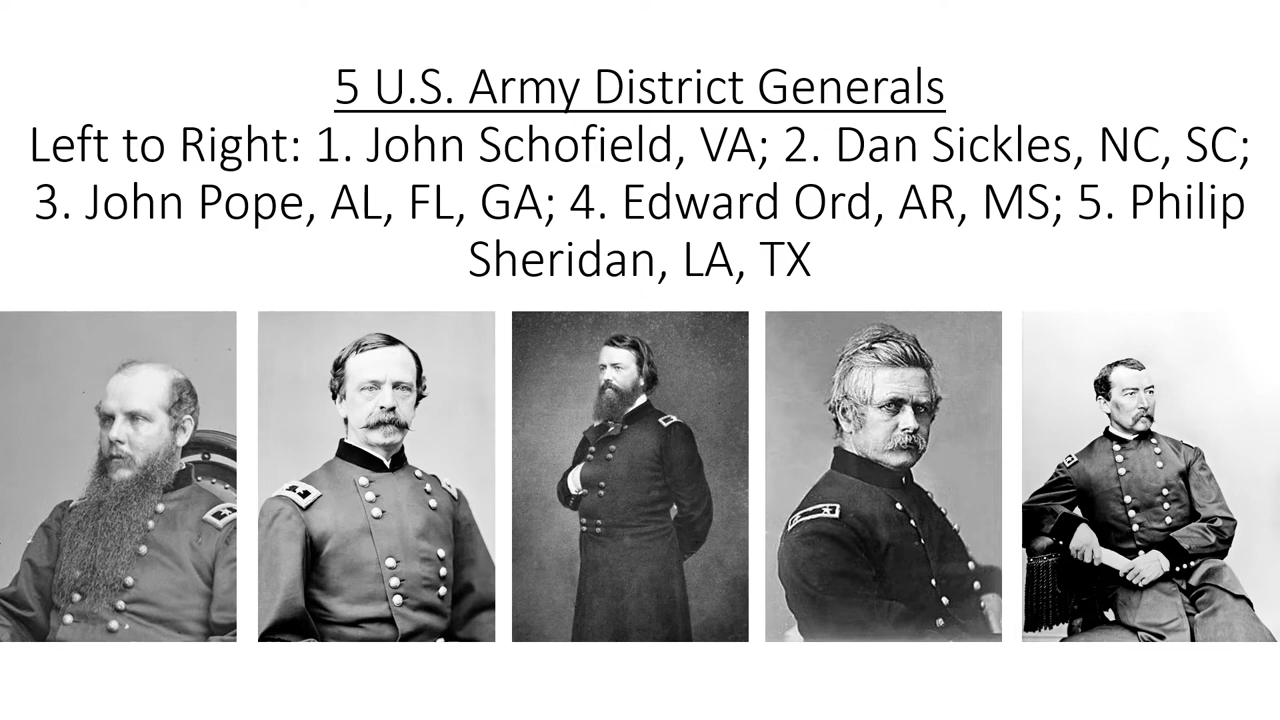 5 U.S. Army District Generals
Left to Right: 1. John Schofield, VA; 2. Dan Sickles, NC, SC;
3. John Pope, AL, FL, GA; 4. Edward Ord, AR, MS; 5. Philip
Sheridan, LA, TX